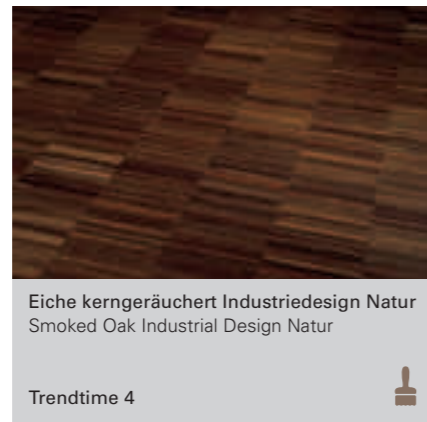 Eiche kerngeräuchert Industriedesign Natur
Smoked Oak Industrial Design Natur
Trendtime 4